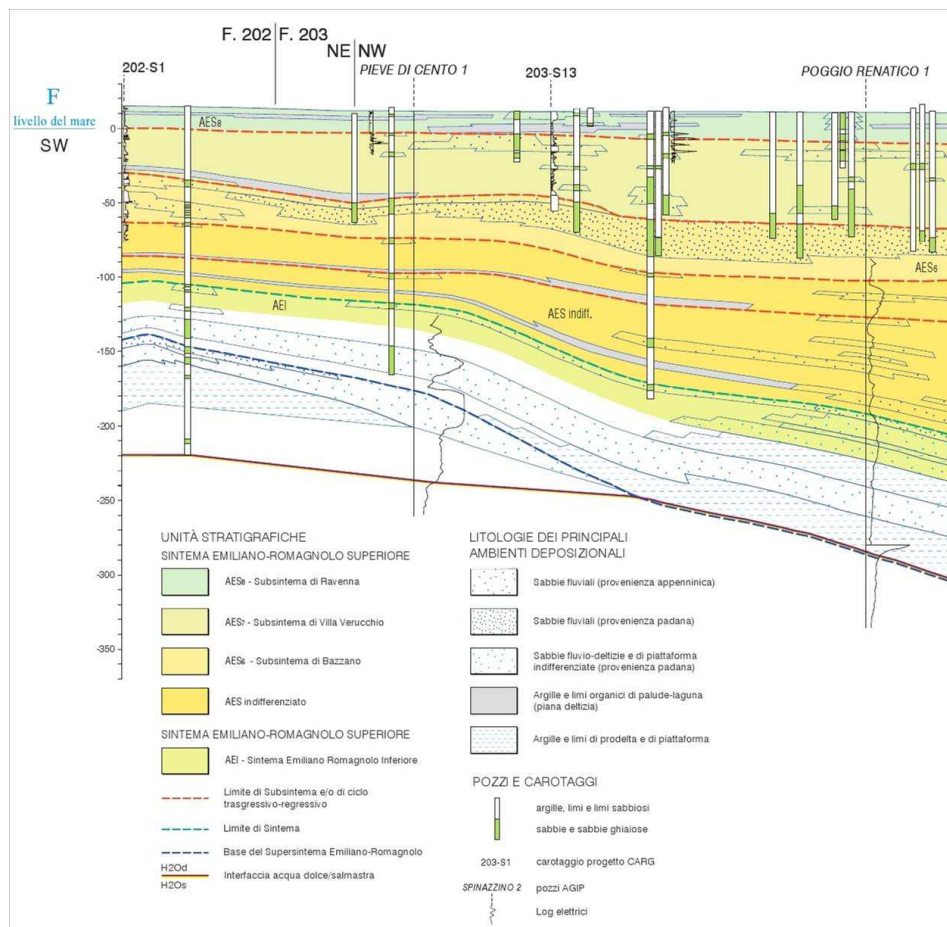 F. 202 F. 203
NE NW
202-S1
PIEVE DI CENTO 1
203-S13
POGGIO RENATICO 1
F
livello del mare
SW
0
-50
-100
-150
-200
-250
-300
-350
AES8
AES6
AEI
AES indiff.
UNITÀ STRATIGRAFICHE
SINTEMA EMILIANO-ROMAGNOLO SUPERIORE
AES8 - Subsintema di Ravenna
AES7 - Subsintema di Villa Verucchio
AES6 - Subsintema di Bazzano
AES indifferenziato
SINTEMA EMILIANO-ROMAGNOLO SUPERIORE
AEI - Sintema Emiliano Romagnolo Inferiore
Limite di Subsintema e/o di ciclo
trasgressivo-regressivo
Limite di Sintema
Base del Supersintema Emiliano-Romagnolo
H2Od
Interfaccia acqua dolce/salmastra
H2Os
LITOLOGIE DEI PRINCIPALI
AMBIENTI DEPOSIZIONALI
Sabbie fluviali (provenienza appenninica)
Sabbie fluviali (provenienza padana)
Sabbie fluvio-deltizie e di piattaforma
indifferenziate (provenienza padana)
Argille e limi organici di palude-laguna
(piana deltizia)
Argille e limi di prodelta e di piattaforma
POZZI E CAROTAGGI
argille, limi e limi sabbiosi
sabbie e sabbie ghiaiose
203-S1 carotaggio progetto CARG
SPINAZZINO 2 pozzi AGIP
Log elettrici